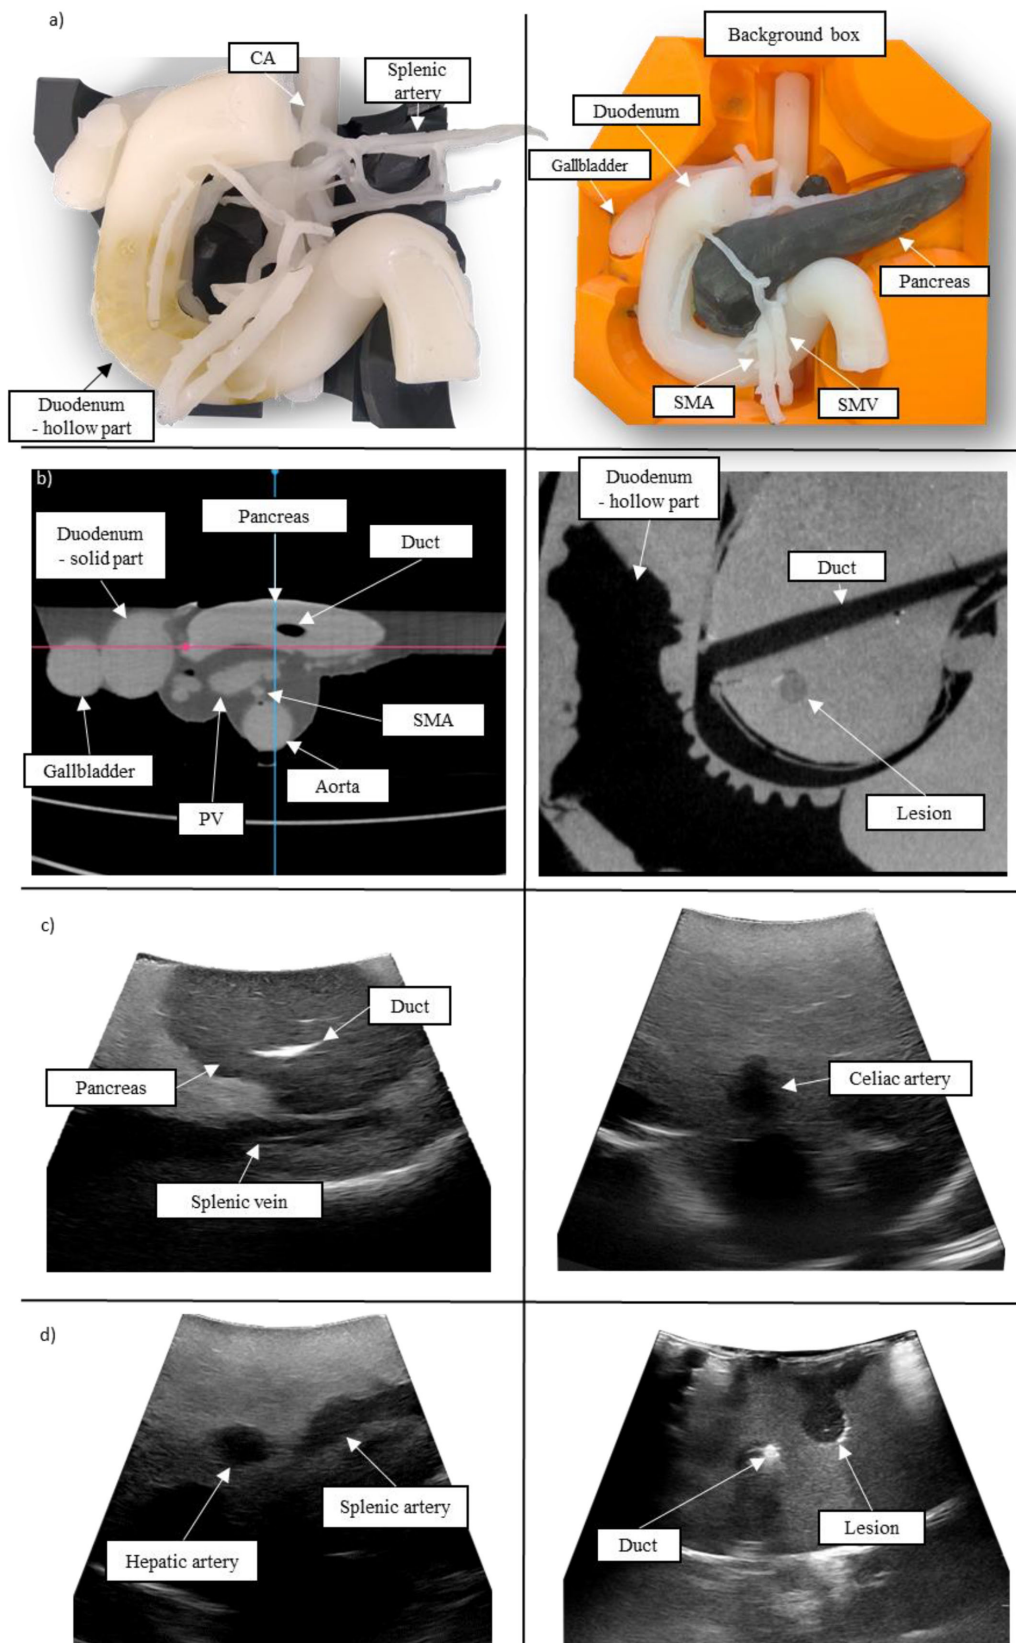 a)
CA
Splenic
artery
Duodenum
- hollow part
Background box
Duodenum
Gallbladder
Pancreas
SMA
SMV
b)
Pancreas
Duodenum
- solid part
Duct
SMA
Gallbladder
Aorta
PV
Duodenum
- hollow part
Duct
Lesion
c)
Duct
Pancreas
Splenic vein
Celiac artery
d)
Splenic artery
Hepatic artery
Duct
Lesion